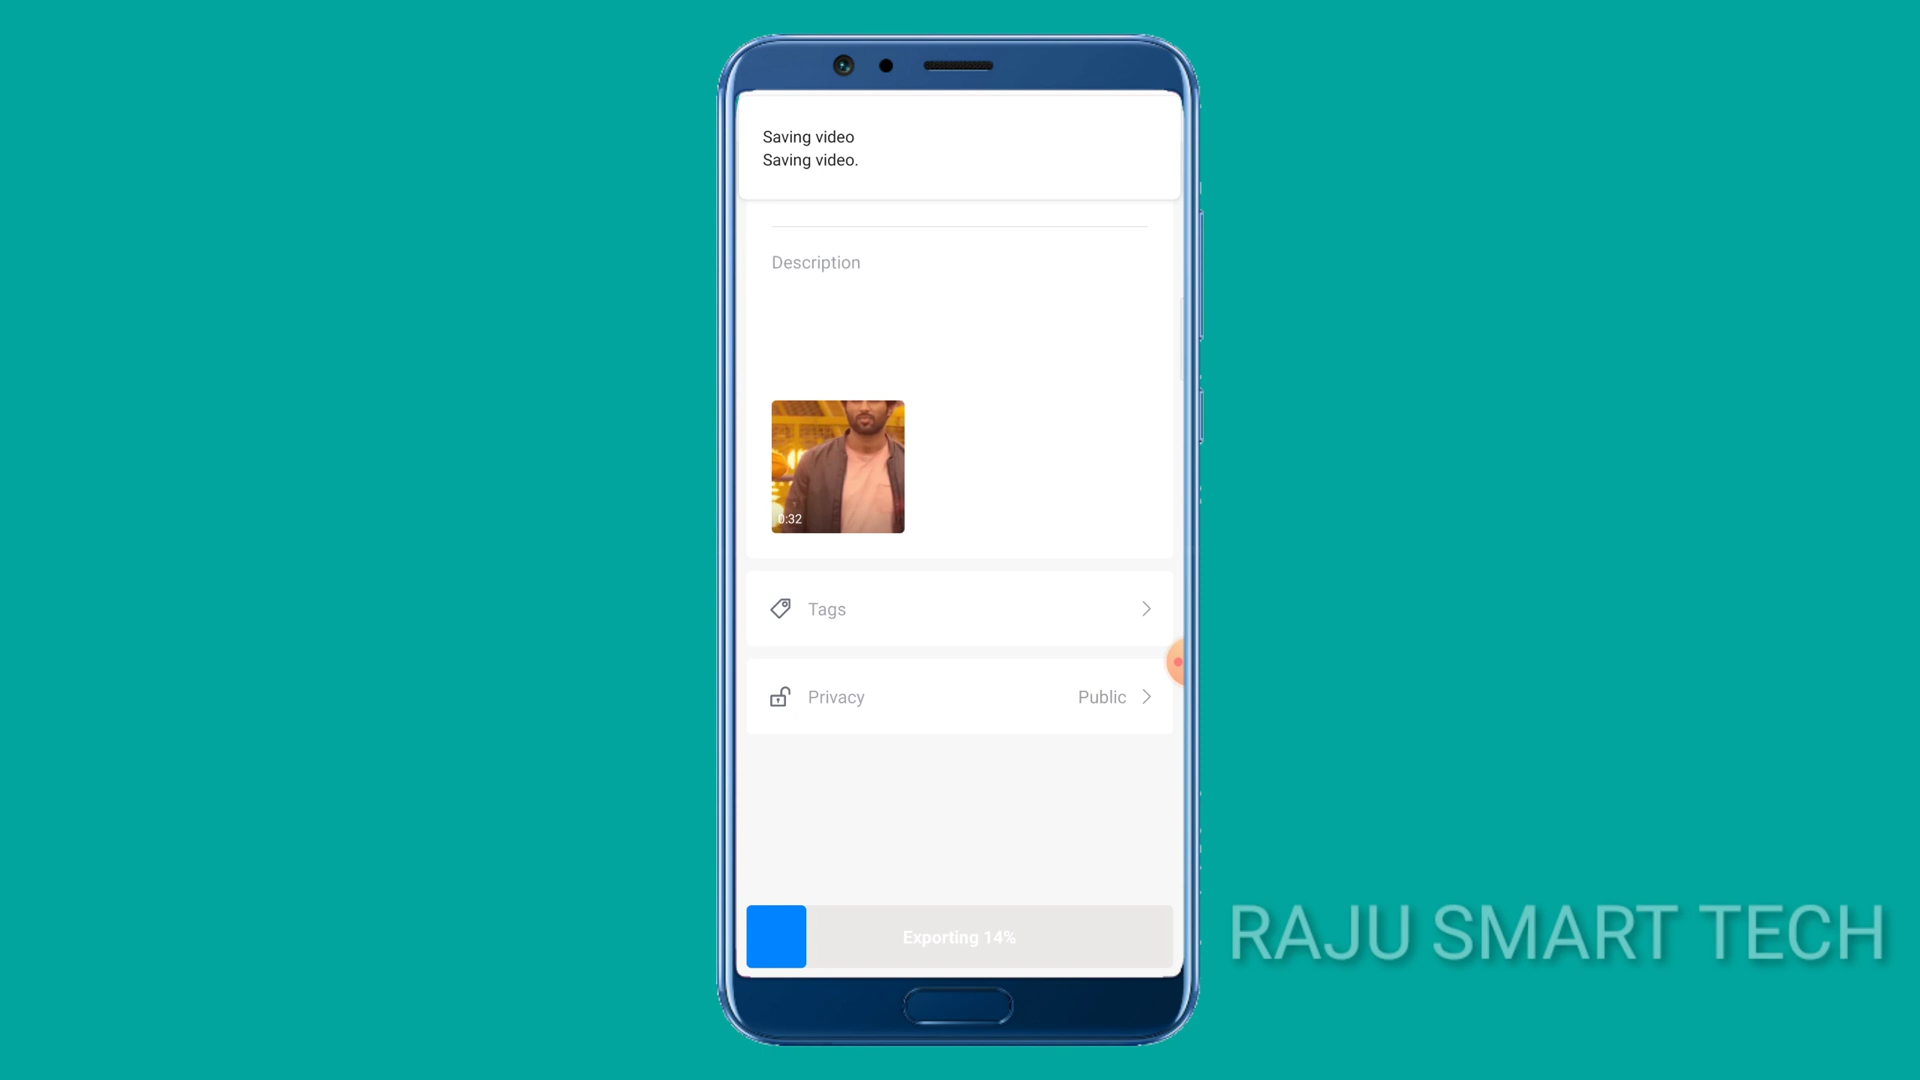 Saving video
Saving video.
Description
0:32
Tags
Privacy
Public
Exporting 14%
RAJU SMART TECH